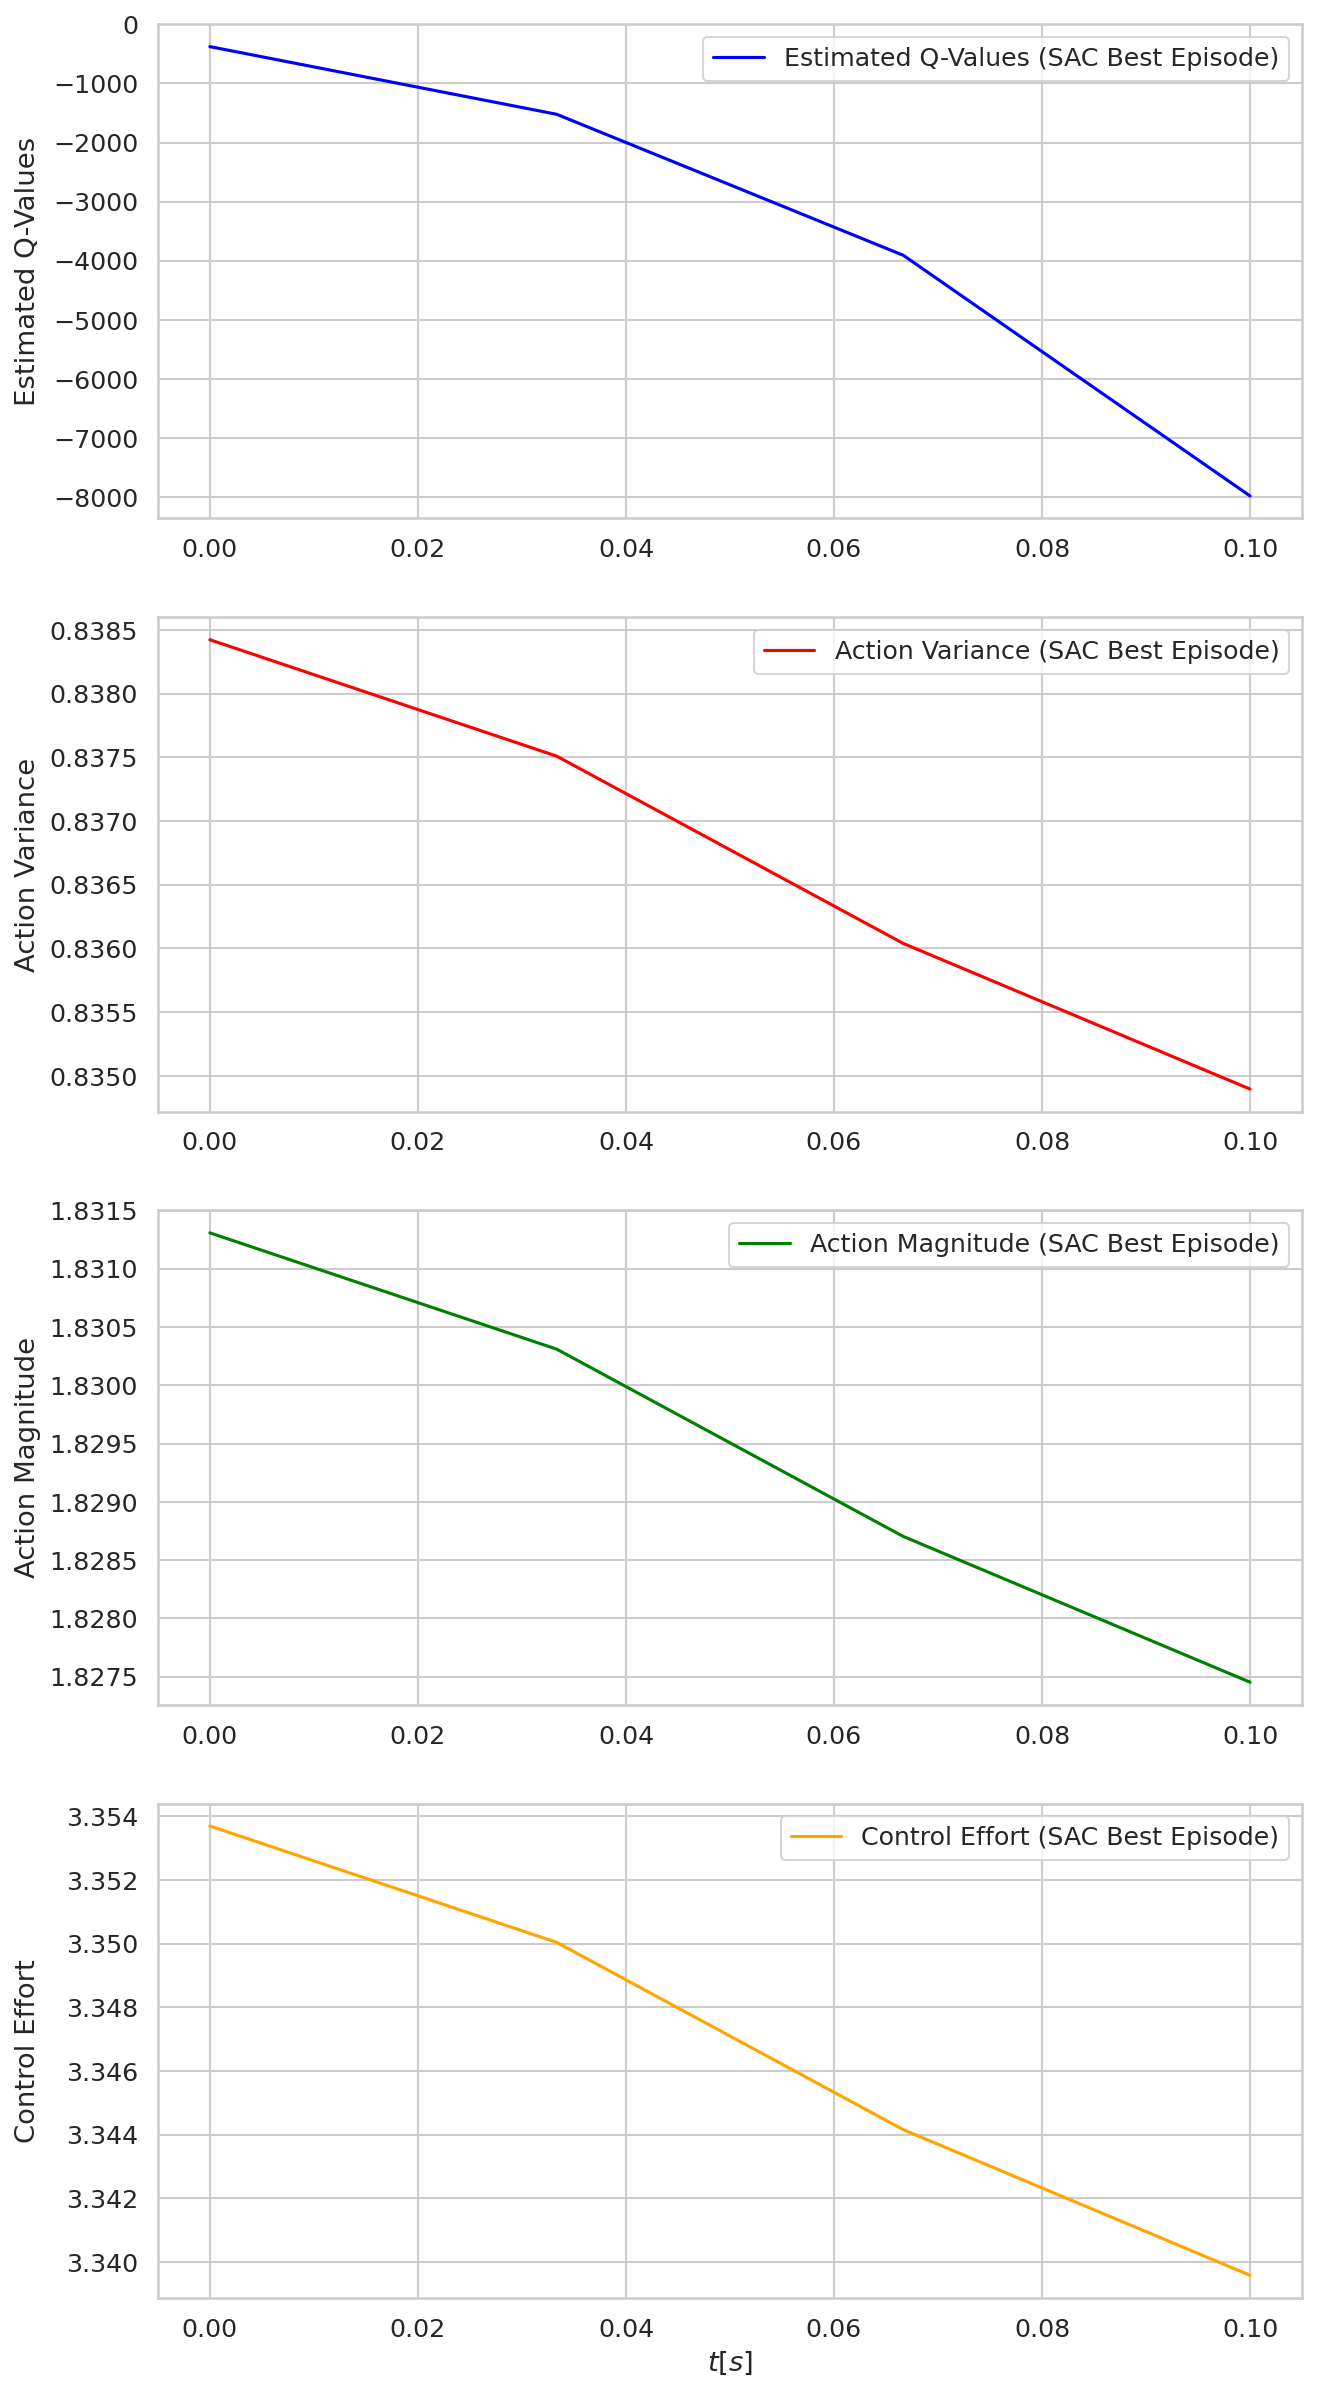 0
−1000
−2000
−3000
−4000
−5000
−6000
−7000
−8000
Estimated Q-Values
Estimated Q-Values (SAC Best Episode)
0.00 0.02 0.04 0.06 0.08 0.10
0.8385
0.8380
0.8375
0.8370
0.8365
0.8360
0.8355
0.8350
Action Variance
Action Variance (SAC Best Episode)
0.00 0.02 0.04 0.06 0.08 0.10
1.8315
1.8310
1.8305
1.8300
1.8295
1.8290
1.8285
1.8280
1.8275
Action Magnitude
Action Magnitude (SAC Best Episode)
0.00 0.02 0.04 0.06 0.08 0.10
3.354
3.352
3.350
3.348
3.346
3.344
3.342
3.340
Control Effort
Control Effort (SAC Best Episode)
0.00 0.02 0.04 0.06 0.08 0.10
t[s]